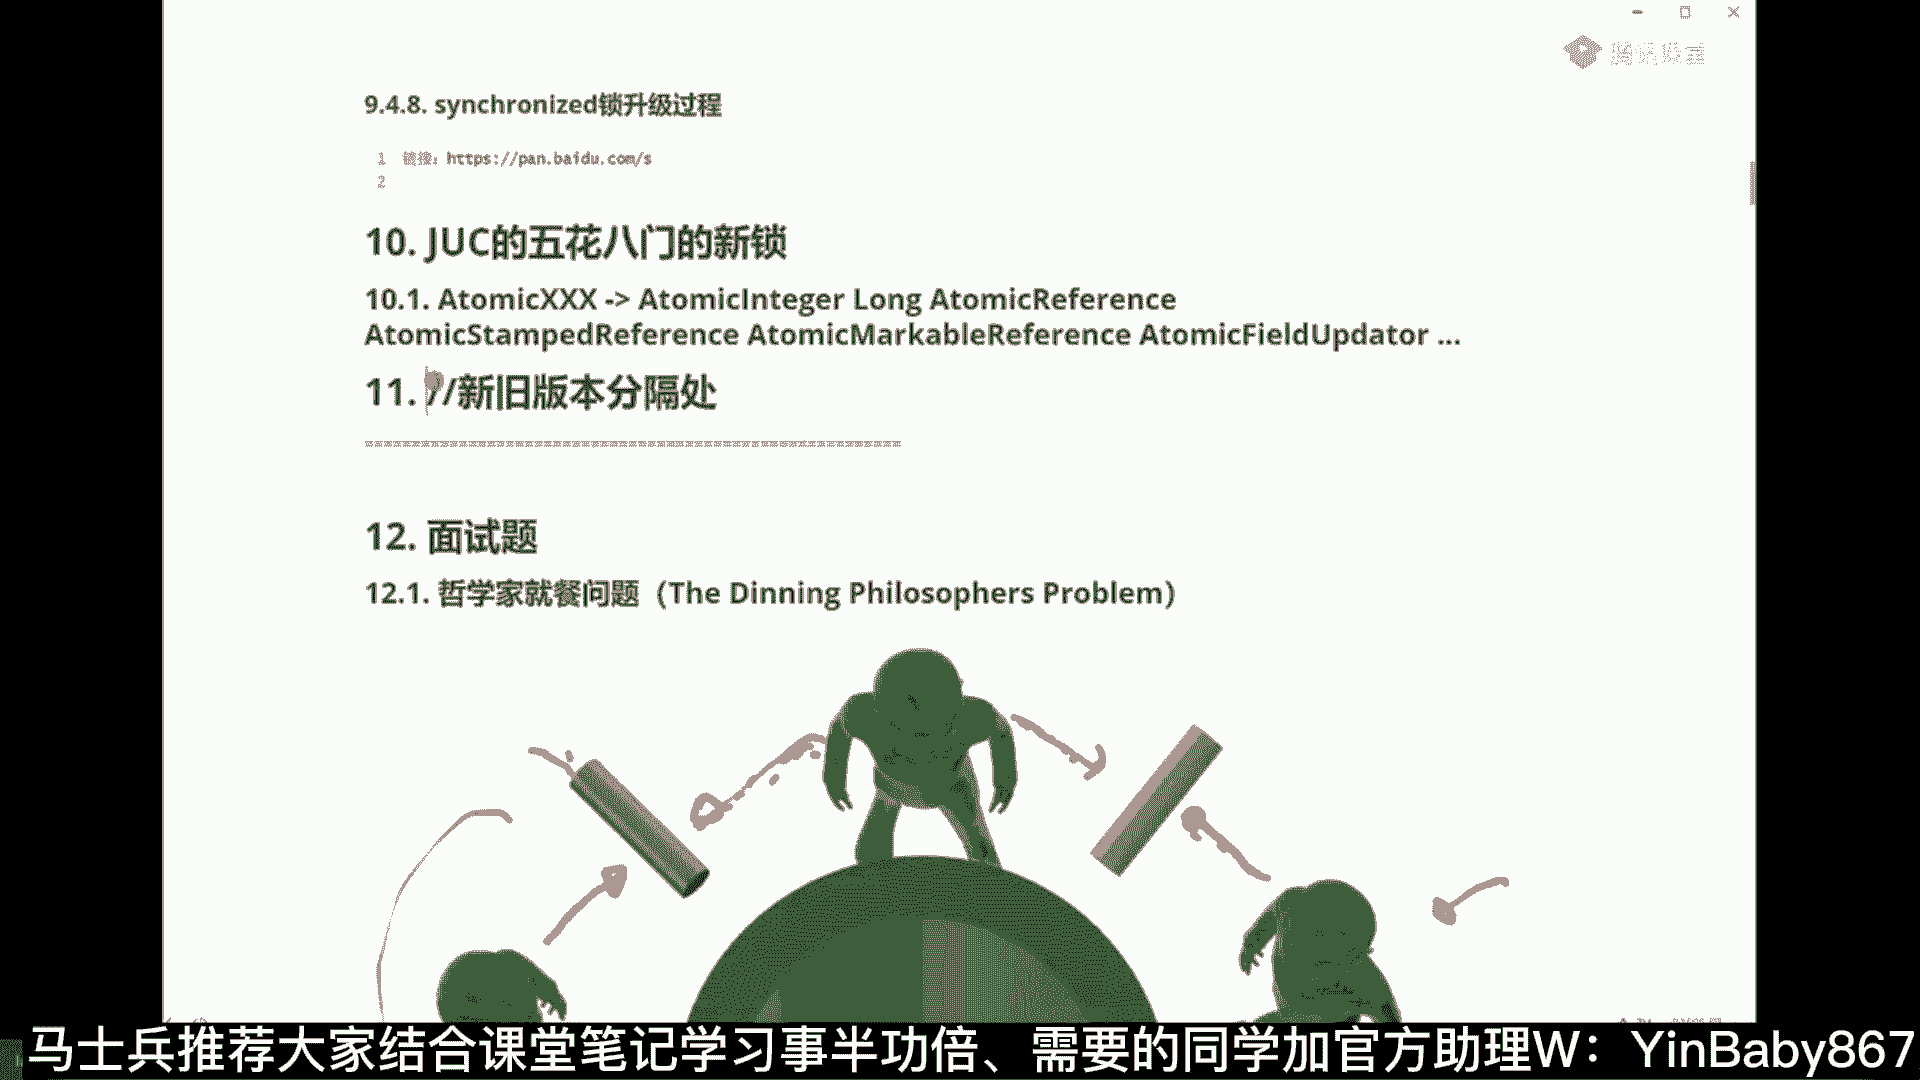 腾讯课堂
9.4.8. synchronized锁升级过程
1 链接：https://pan.baidu.com/s
2
10. JUC的五花八门的新锁
10.1. AtomicXXX -> AtomicInteger Long AtomicReference
AtomicStampedReference AtomicMarkableReference AtomicFieldUpdator ...
11. //新旧版本分隔处
12. 面试题
12.1. 哲学家就餐问题（The Dinning Philosophers Problem）
马士兵推荐大家结合课堂笔记学习事半功倍、需要的同学加官方助理W：YinBaby867